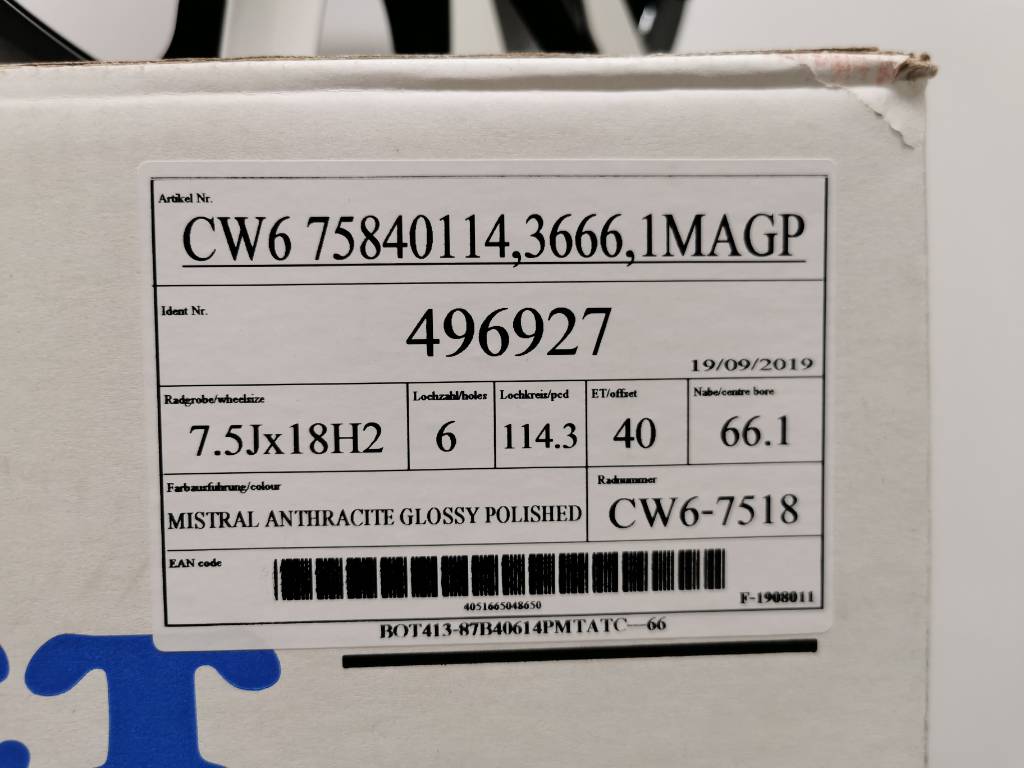 Artikel Nr.
CW6 75840114,3666,1MAGP
Ident Nr.
496927
19/09/2019
Radgrobe/wheelsize Lochzahl/holes Lochkreis/pcd ET/offset Nabe/centre bore
7.5Jx18H2 6 114.3 40 66.1
Farbausfuhrung/colour Radnummer
MISTRAL ANTHRACITE GLOSSY POLISHED CW6-7518
EAN code
4051665048650
F-1908011
BOT413-87B40614PMTATC—66